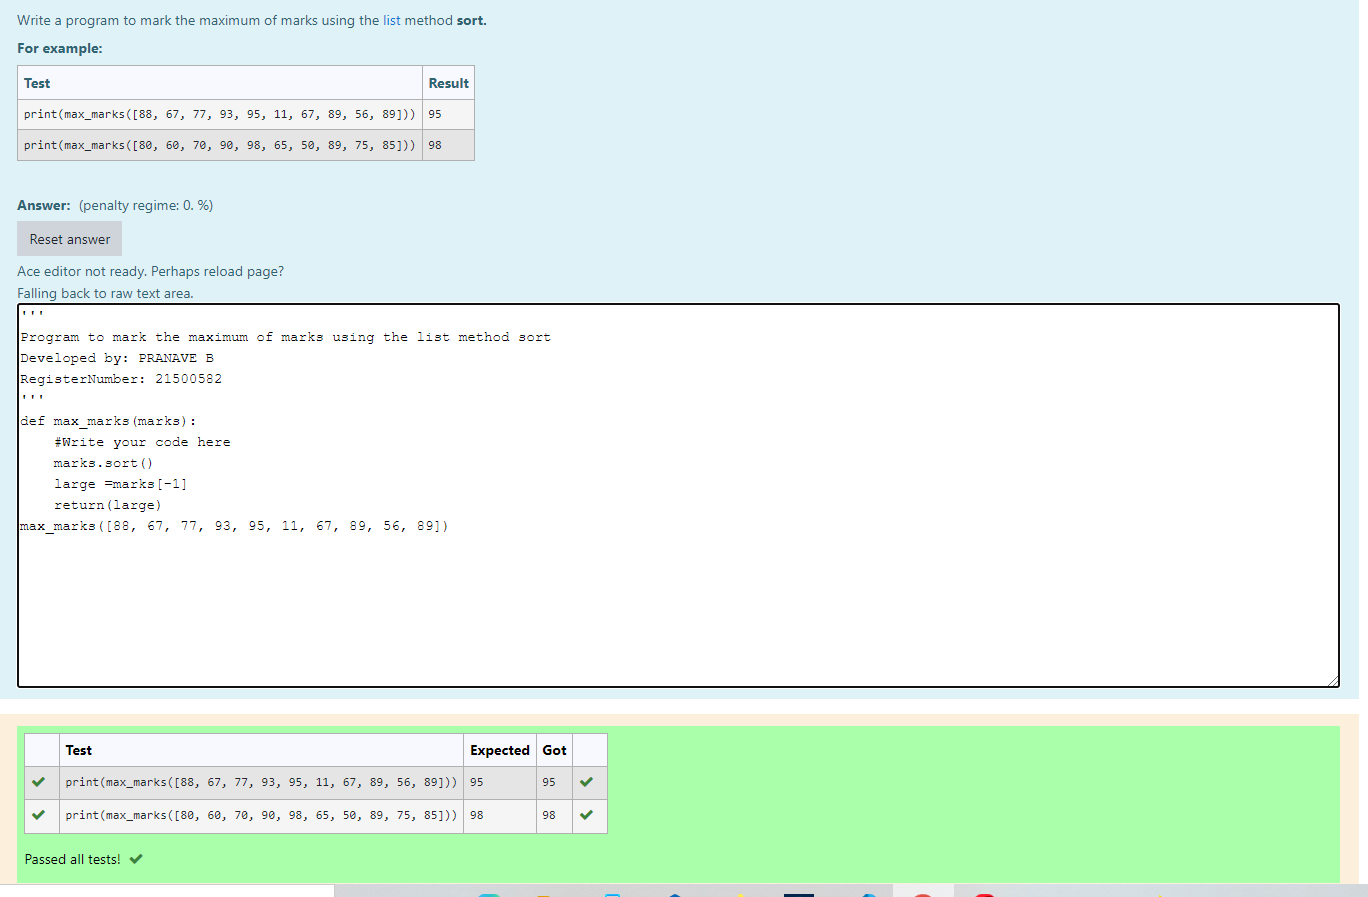 Write a program to mark the maximum of marks using the list method sort.
For example:
Test Result
print(max_marks([88, 67, 77, 93, 95, 11, 67, 89, 56, 89])) 95
print(max_marks([80, 60, 70, 90, 98, 65, 50, 89, 75, 85])) 98
Answer: (penalty regime: 0. %)
Reset answer
Ace editor not ready. Perhaps reload page?
Falling back to raw text area.
'''
Program to mark the maximum of marks using the list method sort
Developed by: PRANAVE B
RegisterNumber: 21500582
'''
def max_marks(marks):
    #Write your code here
    marks.sort()
    large =marks[-1]
    return(large)
max_marks([88, 67, 77, 93, 95, 11, 67, 89, 56, 89])
Test Expected Got
print(max_marks([88, 67, 77, 93, 95, 11, 67, 89, 56, 89])) 95 95
print(max_marks([80, 60, 70, 90, 98, 65, 50, 89, 75, 85])) 98 98
Passed all tests!